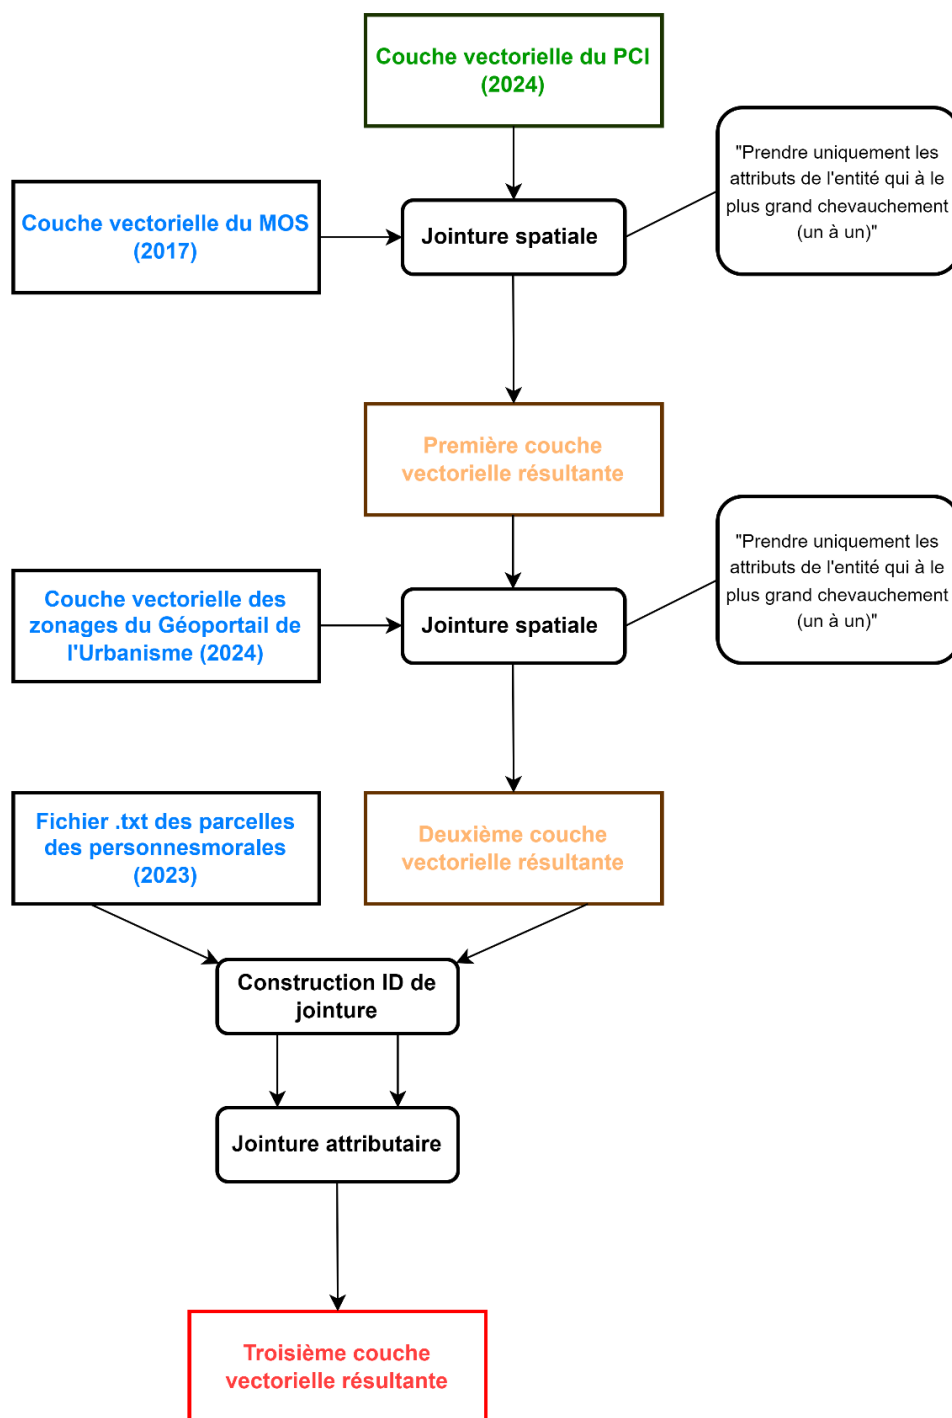 Couche vectorielle du PCI
(2024)
"Prendre uniquement les
attributs de l'entité qui à le
plus grand chevauchement
(un à un)"
Couche vectorielle du MOS
(2017)
Jointure spatiale
Première couche
vectorielle résultante
"Prendre uniquement les
attributs de l'entité qui à le
plus grand chevauchement
(un à un)"
Couche vectorielle des
zonages du Géoportail de
l'Urbanisme (2024)
Jointure spatiale
Fichier .txt des parcelles
des personnesmorales
(2023)
Deuxième couche
vectorielle résultante
Construction ID de
jointure
Jointure attributaire
Troisième couche
vectorielle résultante